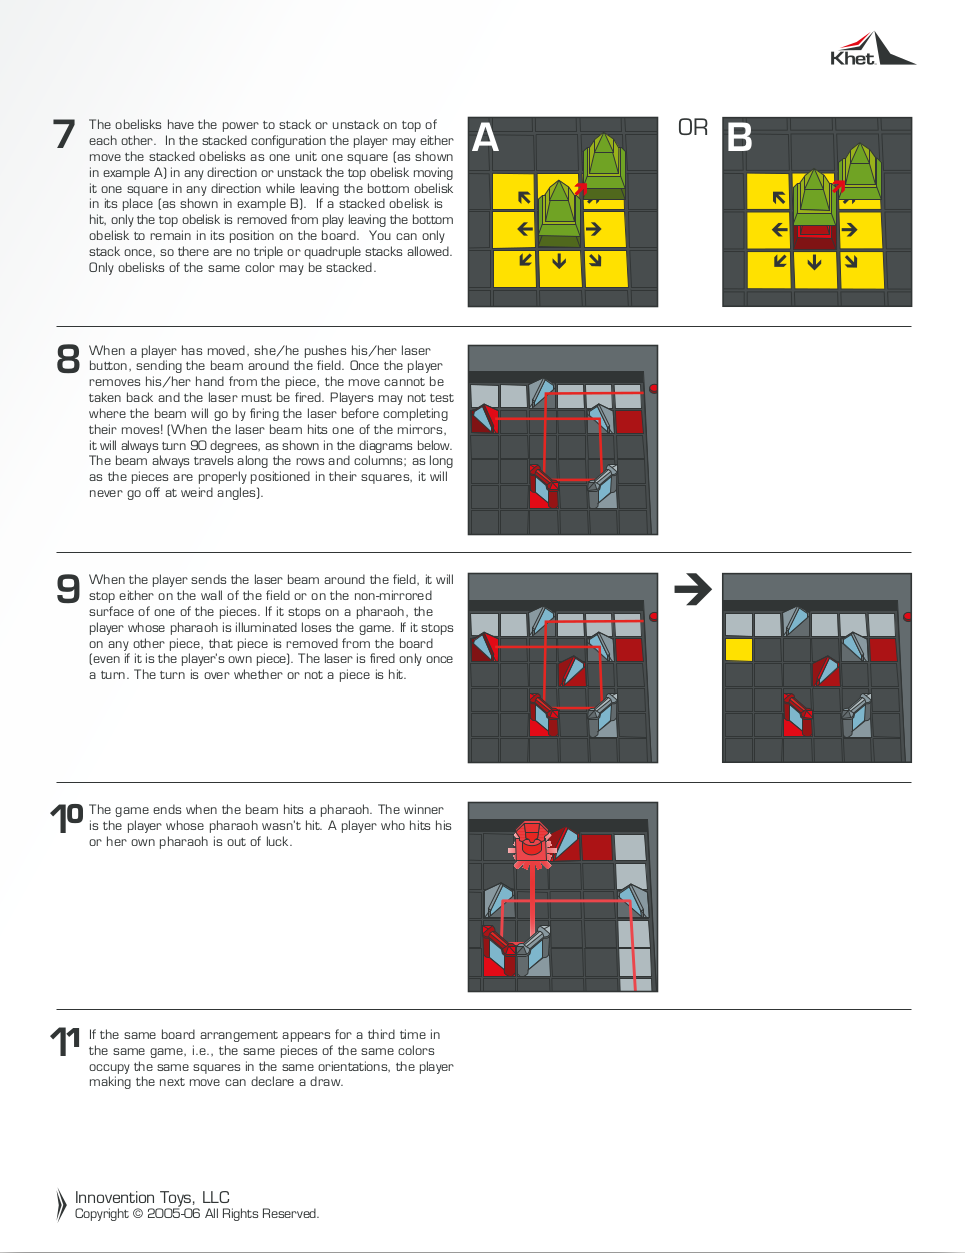 Khet
7
The obelisks have the power to stack or unstack on top of
each other. In the stacked configuration the player may either
move the stacked obelisks as one unit one square (as shown
in example A) in any direction or unstack the top obelisk moving
it one square in any direction while leaving the bottom obelisk
in its place (as shown in example B). If a stacked obelisk is
hit, only the top obelisk is removed from play leaving the bottom
obelisk to remain in its position on the board. You can only
stack once, so there are no triple or quadruple stacks allowed.
Only obelisks of the same color may be stacked.
A
OR
B
8
When a player has moved, she/he pushes his/her laser
button, sending the beam around the field. Once the player
removes his/her hand from the piece, the move cannot be
taken back and the laser must be fired. Players may not test
where the beam will go by firing the laser before completing
their moves! (When the laser beam hits one of the mirrors,
it will always turn 90 degrees, as shown in the diagrams below.
The beam always travels along the rows and columns; as long
as the pieces are properly positioned in their squares, it will
never go off at weird angles).
9
When the player sends the laser beam around the field, it will
stop either on the wall of the field or on the non-mirrored
surface of one of the pieces. If it stops on a pharaoh, the
player whose pharaoh is illuminated loses the game. If it stops
on any other piece, that piece is removed from the board
(even if it is the player's own piece). The laser is fired only once
a turn. The turn is over whether or not a piece is hit.
10
The game ends when the beam hits a pharaoh. The winner
is the player whose pharaoh wasn't hit. A player who hits his
or her own pharaoh is out of luck.
11
If the same board arrangement appears for a third time in
the same game, i.e., the same pieces of the same colors
occupy the same squares in the same orientations, the player
making the next move can declare a draw.
Innovention Toys, LLC
Copyright © 2005-06 All Rights Reserved.